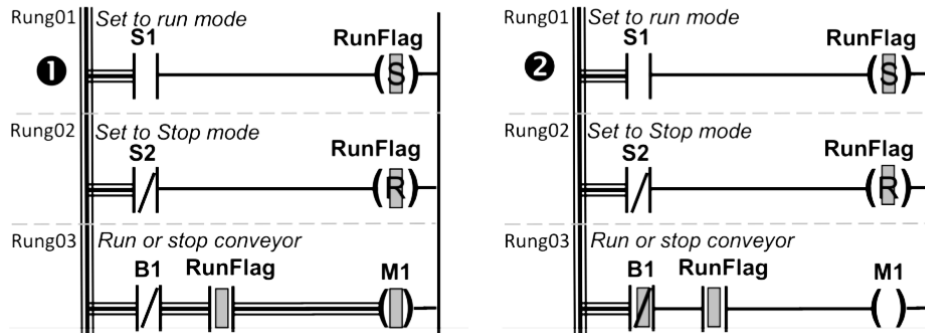 Rung01 Set to run mode
S1 RunFlag
❶ S
Rung02 Set to Stop mode
S2 RunFlag
R
Rung03 Run or stop conveyor
B1 RunFlag M1
Rung01 Set to run mode
S1 RunFlag
❷ S
Rung02 Set to Stop mode
S2 RunFlag
R
Rung03 Run or stop conveyor
B1 RunFlag M1